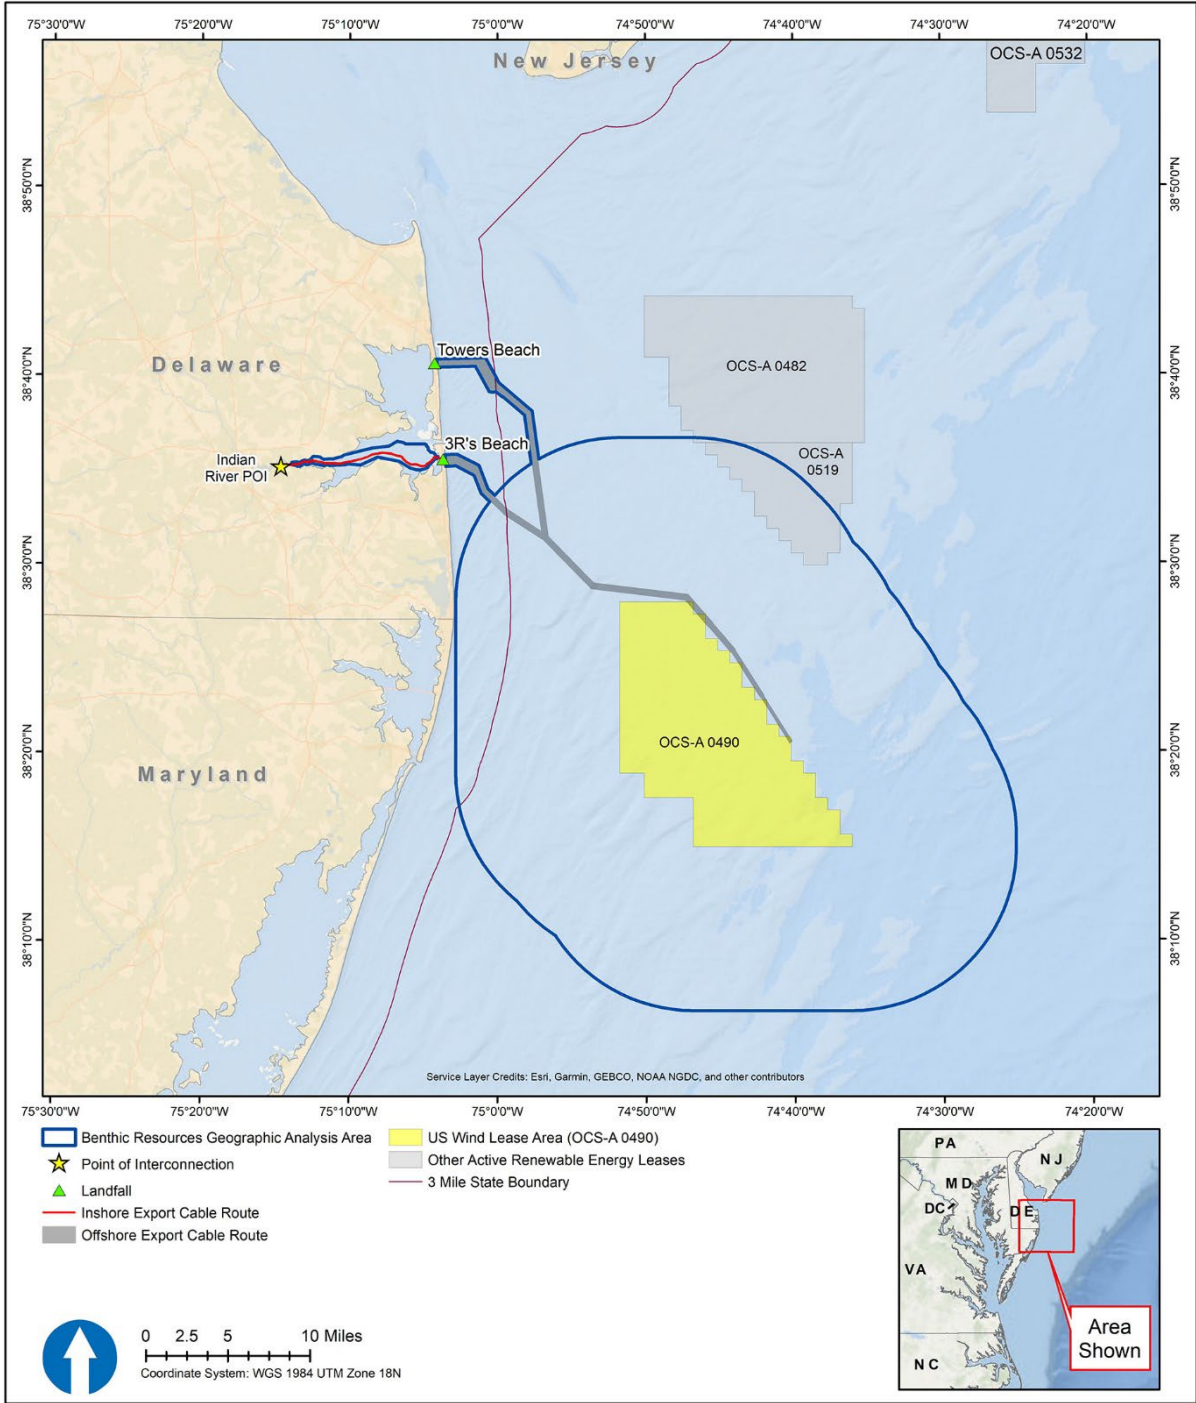 75°30'0"W 75°20'0"W 75°10'0"W 75°0'0"W 74°50'0"W 74°40'0"W 74°30'0"W 74°20'0"W
New Jersey
OCS-A 0532
38°50'0"N 38°50'0"N
OCS-A 0482
Towers Beach
Delaware
38°40'0"N 38°40'0"N
3R's Beach
OCS-A
0519
Indian
River POI
38°30'0"N 38°30'0"N
OCS-A 0490
38°20'0"N 38°20'0"N
Maryland
38°10'0"N 38°10'0"N
Service Layer Credits: Esri, Garmin, GEBCO, NOAA NGDC, and other contributors
75°30'0"W 75°20'0"W 75°10'0"W 75°0'0"W 74°50'0"W 74°40'0"W 74°30'0"W 74°20'0"W
Benthic Resources Geographic Analysis Area
Point of Interconnection
Landfall
Inshore Export Cable Route
Offshore Export Cable Route
US Wind Lease Area (OCS-A 0490)
Other Active Renewable Energy Leases
3 Mile State Boundary
PA
NJ
MD
DC
DE
VA
NC
Area
Shown
0 2.5 5 10 Miles
Coordinate System: WGS 1984 UTM Zone 18N